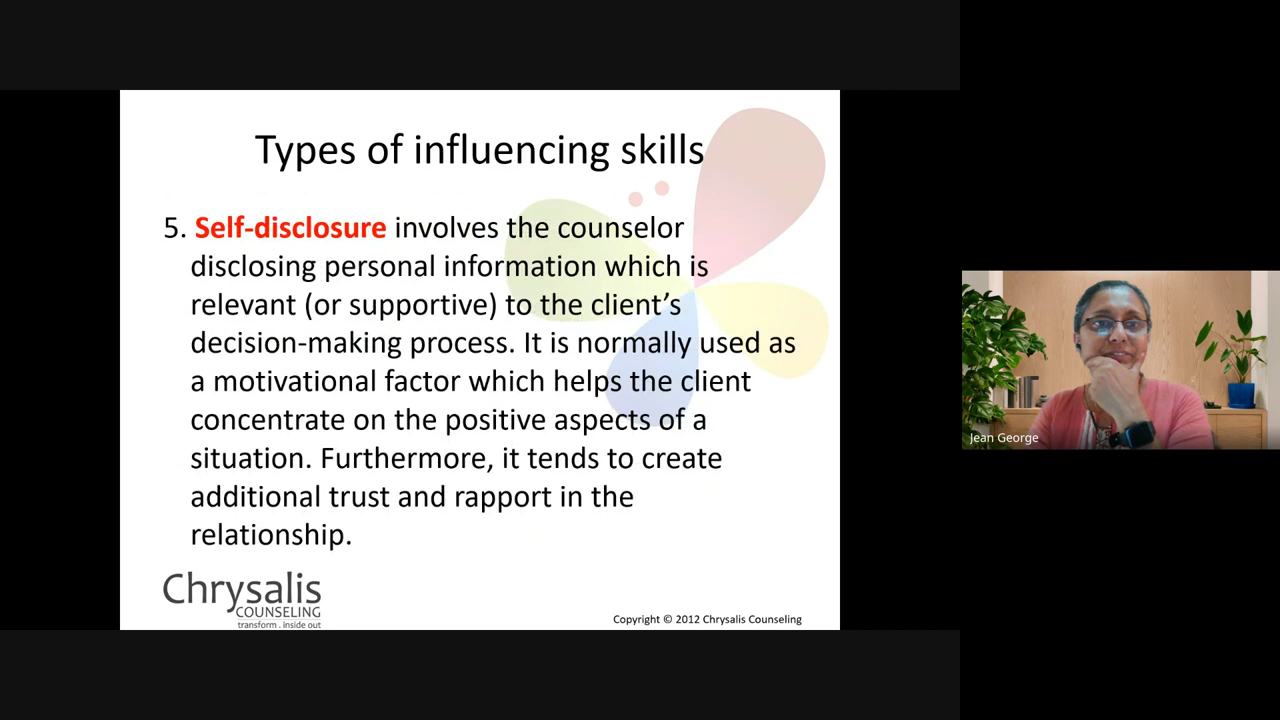 Types of influencing skills
5. Self-disclosure involves the counselor
disclosing personal information which is
relevant (or supportive) to the client's
decision-making process. It is normally used as
a motivational factor which helps the client
concentrate on the positive aspects of a
situation. Furthermore, it tends to create
additional trust and rapport in the
relationship.
Chrysalis
COUNSELING
transform . inside out
Copyright © 2012 Chrysalis Counseling
Jean George